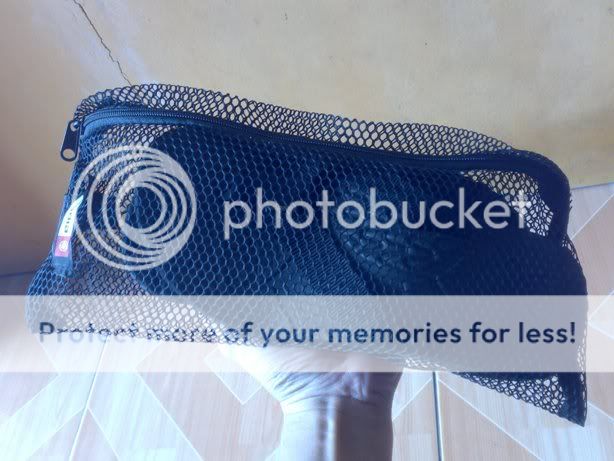 photobucket
Protect more of your memories for less!